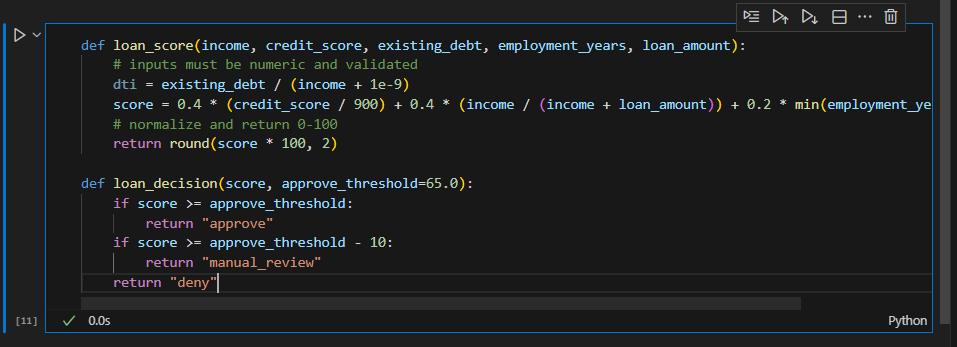 def loan_score(income, credit_score, existing_debt, employment_years, loan_amount):
    # inputs must be numeric and validated
    dti = existing_debt / (income + 1e-9)
    score = 0.4 * (credit_score / 900) + 0.4 * (income / (income + loan_amount)) + 0.2 * min(employment_ye
    # normalize and return 0-100
    return round(score * 100, 2)
def loan_decision(score, approve_threshold=65.0):
    if score >= approve_threshold:
        return "approve"
    if score >= approve_threshold - 10:
        return "manual_review"
    return "deny"
[11] 0.0s Python